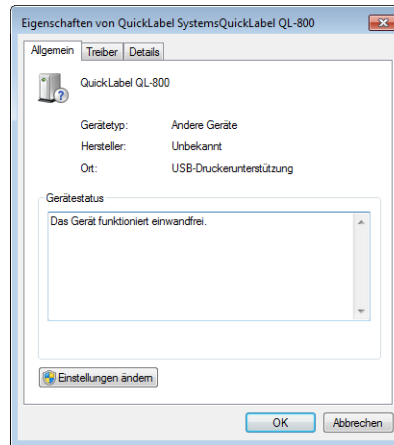 Eigenschaften von QuickLabel SystemsQuickLabel QL-800
Allgemein Treiber Details
QuickLabel QL-800
Gerätetyp: Andere Geräte
Hersteller: Unbekannt
Ort: USB-Druckerunterstützung
Gerätestatus
Das Gerät funktioniert einwandfrei.
Einstellungen ändern
OK Abbrechen